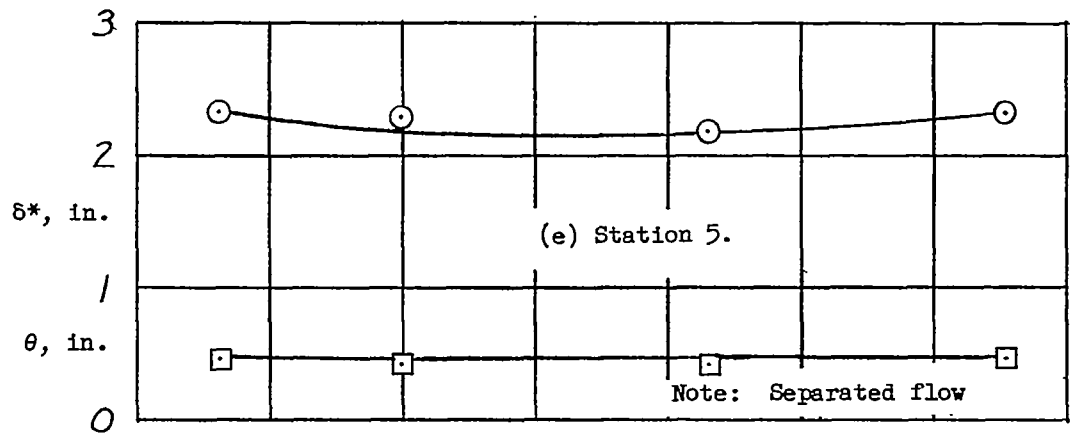 3
2
δ*, in.
(e) Station 5.
1
θ, in.
Note: Separated flow
0